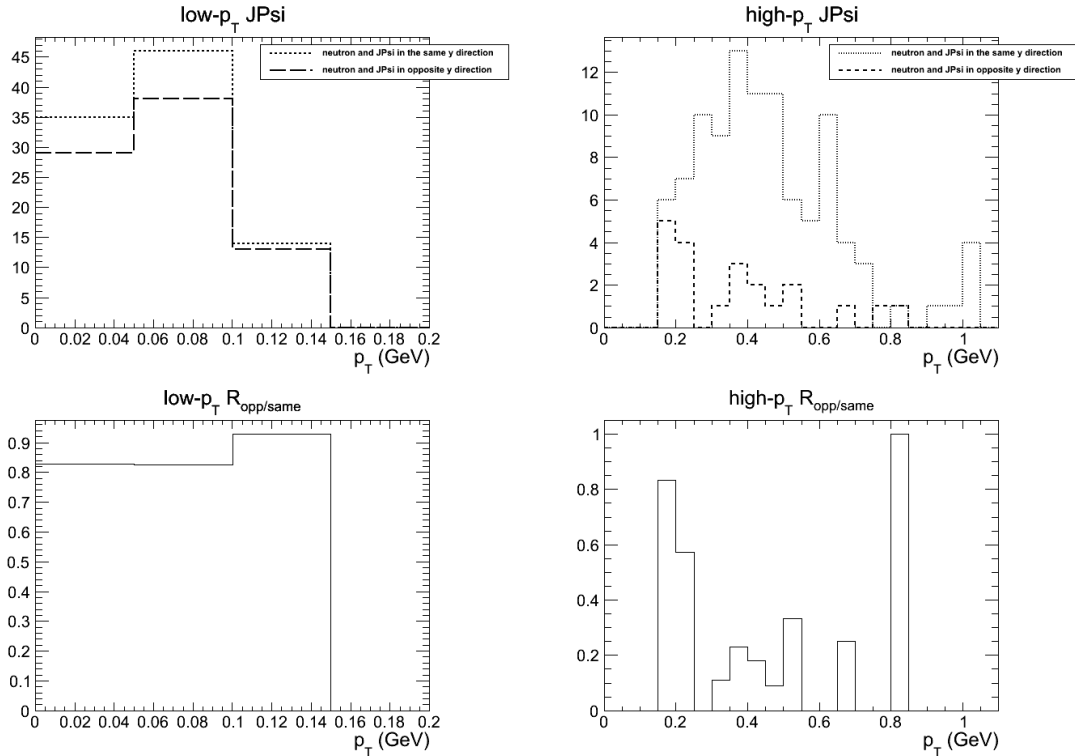 low-p_T JPsi
45
40
35
30
25
20
15
10
5
0
neutron and JPsi in the same y direction
neutron and JPsi in opposite y direction
0 0.02 0.04 0.06 0.08 0.1 0.12 0.14 0.16 0.18 0.2
p_T (GeV)
high-p_T JPsi
12
10
8
6
4
2
0
neutron and JPsi in the same y direction
neutron and JPsi in opposite y direction
0 0.2 0.4 0.6 0.8 1
p_T (GeV)
low-p_T R_opp/same
0.9
0.8
0.7
0.6
0.5
0.4
0.3
0.2
0.1
0
0 0.02 0.04 0.06 0.08 0.1 0.12 0.14 0.16 0.18 0.2
p_T (GeV)
high-p_T R_opp/same
1
0.8
0.6
0.4
0.2
0
0 0.2 0.4 0.6 0.8 1
p_T (GeV)